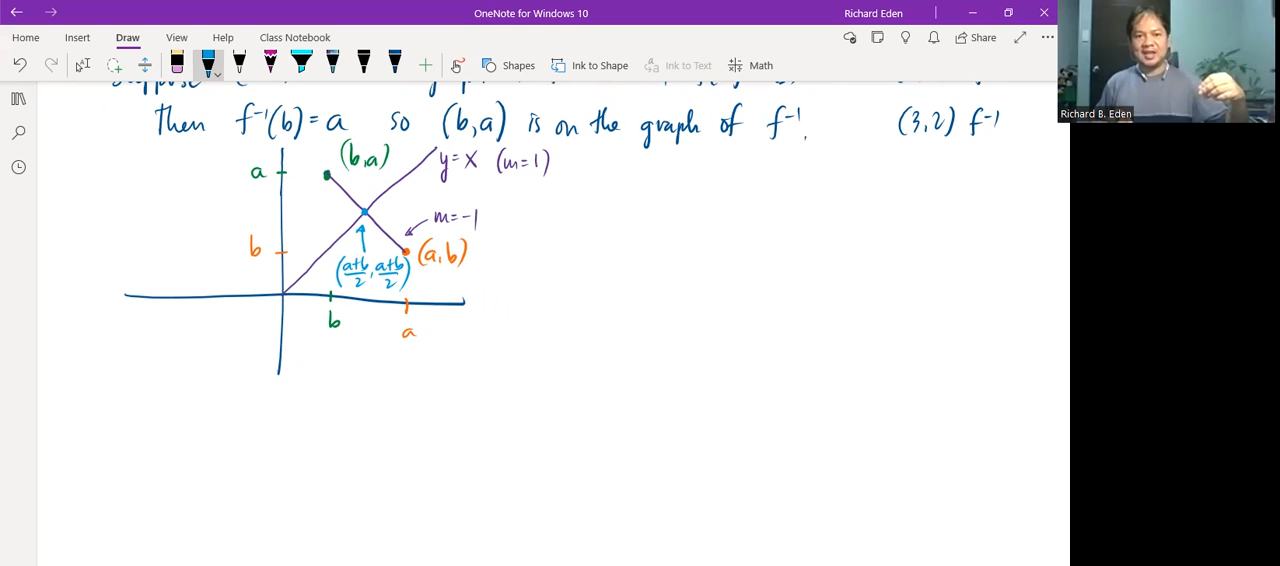 OneNote for Windows 10
Richard Eden
Home Insert Draw View Help Class Notebook
Share
Shapes Ink to Shape Ink to Text Math
Richard B. Eden
Suppose
then f⁻¹(b) = a so (b,a) is on the graph of f⁻¹. (3,2) f⁻¹
(b,a)
y=x (m=1)
a
m=-1
b
(a,b)
(a+b/2, a+b/2)
b
a